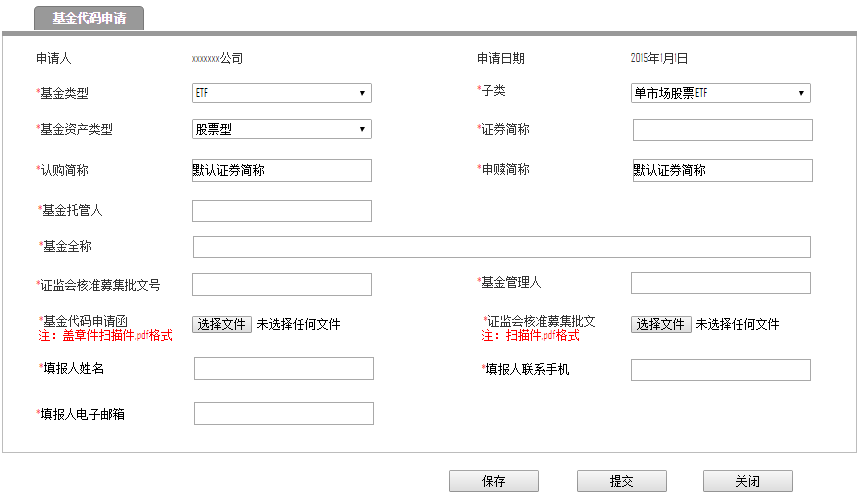 基金代码申请
申请人 xxxxxxx公司 申请日期 2015年1月1日
*基金类型 ETF *子类 单市场股票ETF
*基金资产类型 股票型 *证券简称
*认购简称 默认证券简称 *申赎简称 默认证券简称
*基金托管人
*基金全称
*证监会核准募集批文号 *基金管理人
*基金代码申请函 选择文件 未选择任何文件 *证监会核准募集批文 选择文件 未选择任何文件
注：盖章件扫描件.pdf格式 注：扫描件.pdf格式
*填报人姓名 *填报人联系手机
*填报人电子邮箱
保存 提交 关闭